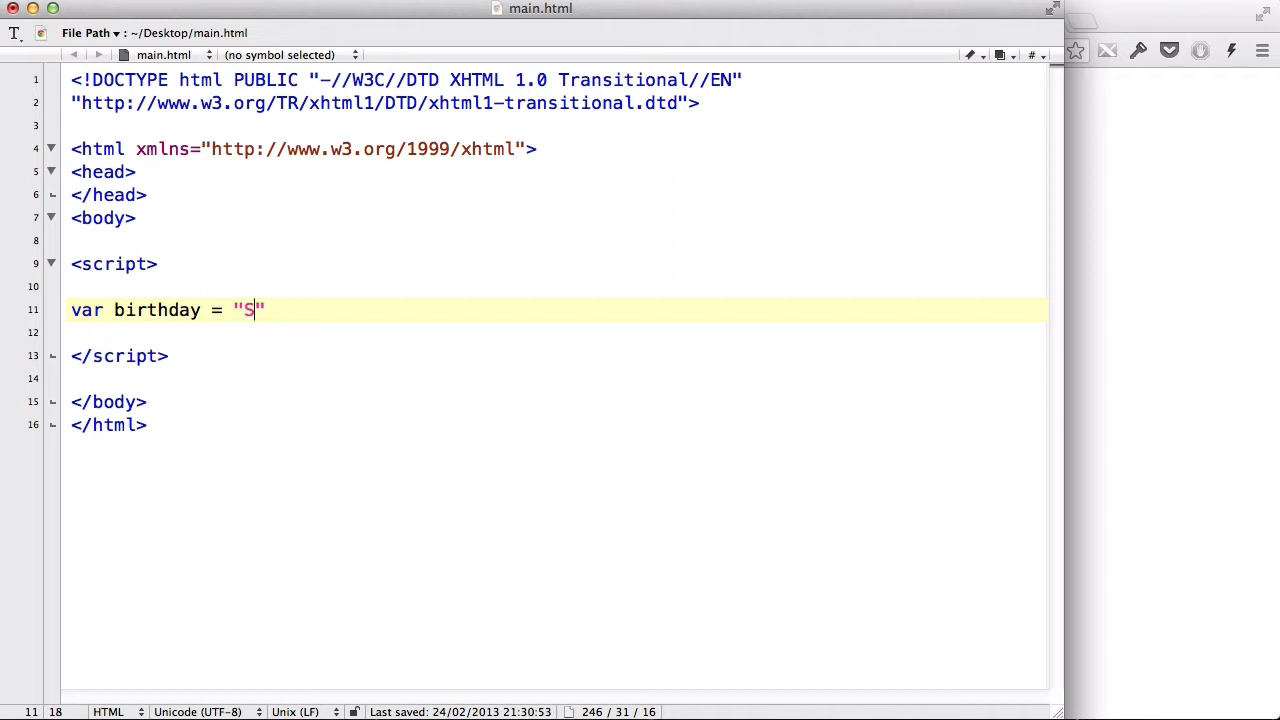 main.html
File Path : ~/Desktop/main.html
main.html (no symbol selected) #
1 <!DOCTYPE html PUBLIC "-//W3C//DTD XHTML 1.0 Transitional//EN"
2 "http://www.w3.org/TR/xhtml1/DTD/xhtml1-transitional.dtd">
3
4 <html xmlns="http://www.w3.org/1999/xhtml">
5 <head>
6 </head>
7 <body>
8
9 <script>
10
11 var birthday = "S"
12
13 </script>
14
15 </body>
16 </html>
11 18 HTML Unicode (UTF-8) Unix (LF) Last saved: 24/02/2013 21:30:53 246 / 31 / 16